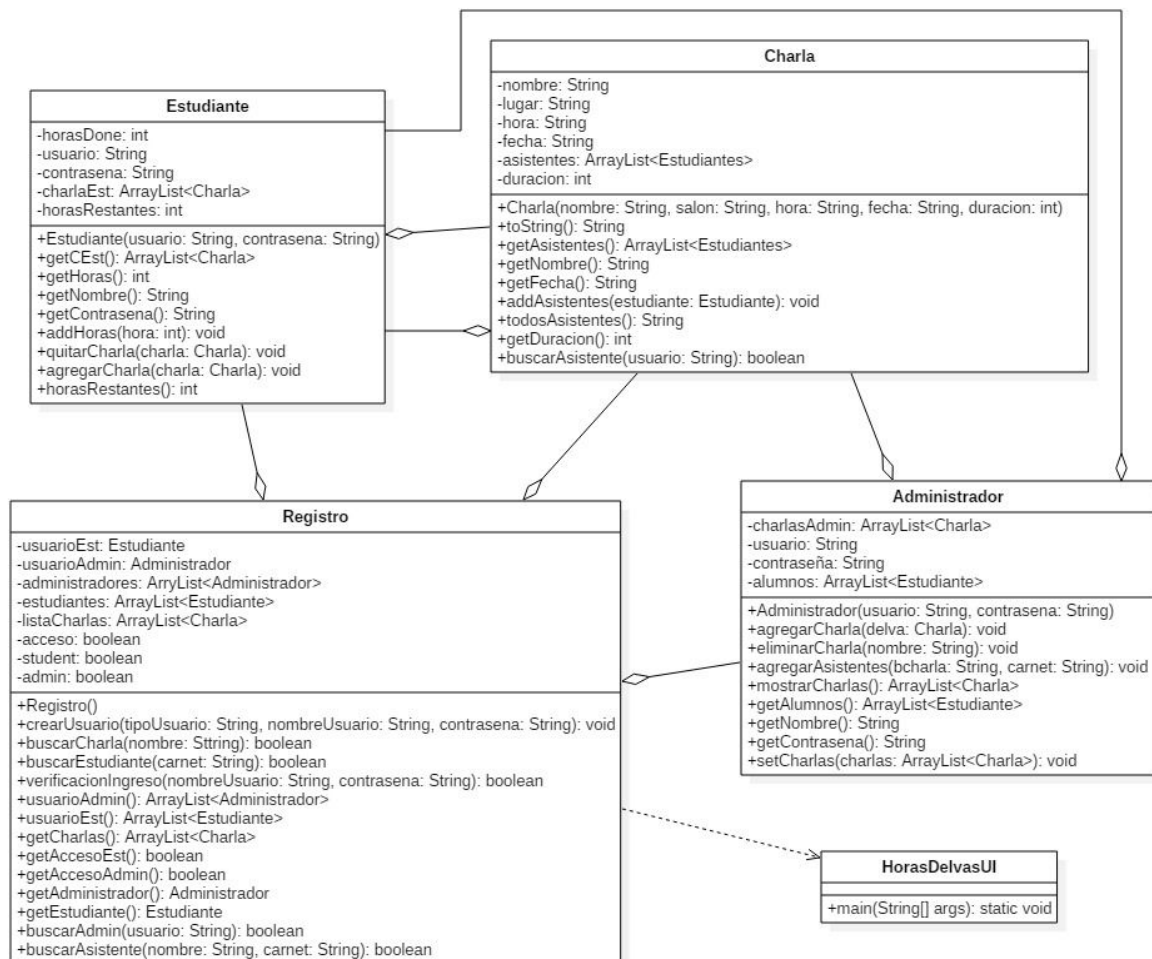 Estudiante
-horasDone: int
-usuario: String
-contrasena: String
-charlaEst: ArrayList<Charla>
-horasRestantes: int
+Estudiante(usuario: String, contrasena: String)
+getCEst(): ArrayList<Charla>
+getHoras(): int
+getNombre(): String
+getContrasena(): String
+addHoras(hora: int): void
+quitarCharla(charla: Charla): void
+agregarCharla(charla: Charla): void
+horasRestantes(): int
Charla
-nombre: String
-lugar: String
-hora: String
-fecha: String
-asistentes: ArrayList<Estudiantes>
-duracion: int
+Charla(nombre: String, salon: String, hora: String, fecha: String, duracion: int)
+toString(): String
+getAsistentes(): ArrayList<Estudiantes>
+getNombre(): String
+getFecha(): String
+addAsistentes(estudiante: Estudiante): void
+todosAsistentes(): String
+getDuracion(): int
+buscarAsistente(usuario: String): boolean
Registro
-usuarioEst: Estudiante
-usuarioAdmin: Administrador
-administradores: ArryList<Administrador>
-estudiantes: ArrayList<Estudiante>
-listaCharlas: ArrayList<Charla>
-acceso: boolean
-student: boolean
-admin: boolean
+Registro()
+crearUsuario(tipoUsuario: String, nombreUsuario: String, contrasena: String): void
+buscarCharla(nombre: Sttring): boolean
+buscarEstudiante(carnet: String): boolean
+verificacionIngreso(nombreUsuario: String, contrasena: String): boolean
+usuarioAdmin(): ArrayList<Administrador>
+usuarioEst(): ArrayList<Estudiante>
+getCharlas(): ArrayList<Charla>
+getAccesoEst(): boolean
+getAccesoAdmin(): boolean
+getAdministrador(): Administrador
+getEstudiante(): Estudiante
+buscarAdmin(usuario: String): boolean
+buscarAsistente(nombre: String, carnet: String): boolean
Administrador
-charlasAdmin: ArrayList<Charla>
-usuario: String
-contraseña: String
-alumnos: ArrayList<Estudiante>
+Administrador(usuario: String, contrasena: String)
+agregarCharla(delva: Charla): void
+eliminarCharla(nombre: String): void
+agregarAsistentes(bcharla: String, carnet: String): void
+mostrarCharlas(): ArrayList<Charla>
+getAlumnos(): ArrayList<Estudiante>
+getNombre(): String
+getContrasena(): String
+setCharlas(charlas: ArrayList<Charla>): void
HorasDelvasUI
+main(String[] args): static void